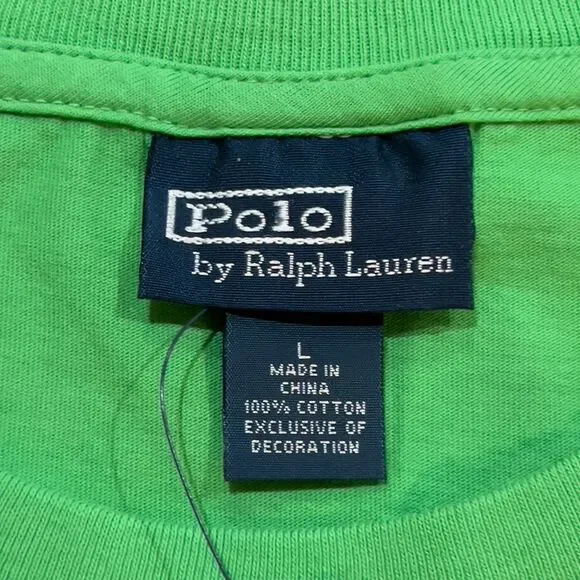 Polo
by Ralph Lauren
L
MADE IN
CHINA
100% COTTON
EXCLUSIVE OF
DECORATION